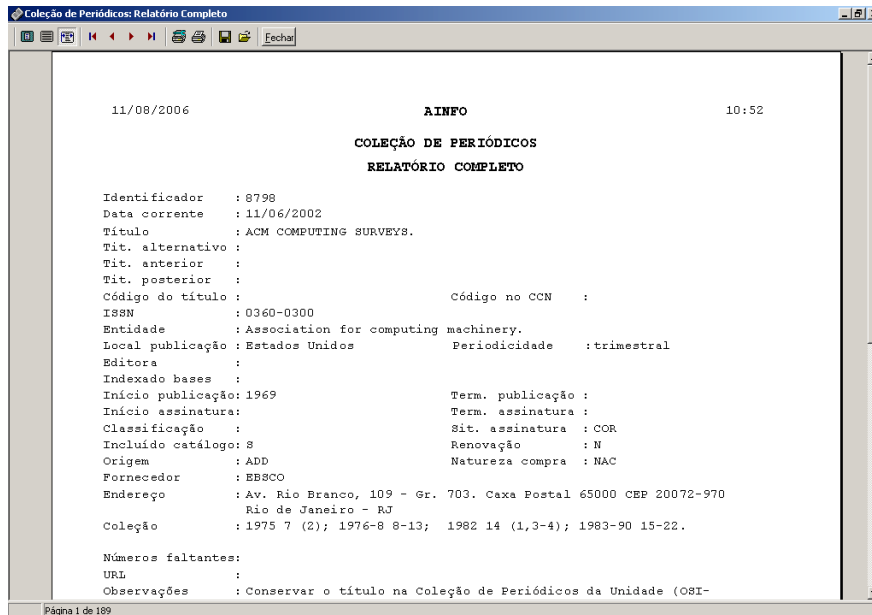 Coleção de Periódicos: Relatório Completo
Fechar
11/08/2006 AINFO 10:52
COLEÇÃO DE PERIÓDICOS
RELATÓRIO COMPLETO
Identificador : 8798
Data corrente : 11/06/2002
Título : ACM COMPUTING SURVEYS.
Tit. alternativo :
Tit. anterior :
Tit. posterior :
Código do título : Código no CCN :
ISSN : 0360-0300
Entidade : Association for computing machinery.
Local publicação : Estados Unidos Periodicidade :trimestral
Editora :
Indexado bases :
Início publicação: 1969 Term. publicação :
Início assinatura: Term. assinatura :
Classificação : Sit. assinatura : COR
Incluído catálogo: S Renovação : N
Origem : ADD Natureza compra : NAC
Fornecedor : EBSCO
Endereço : Av. Rio Branco, 109 - Gr. 703. Caxa Postal 65000 CEP 20072-970
Rio de Janeiro - RJ
Coleção : 1975 7 (2); 1976-8 8-13; 1982 14 (1,3-4); 1983-90 15-22.
Números faltantes:
URL :
Observações : Conservar o título na Coleção de Periódicos da Unidade (OSI-
Página 1 de 189